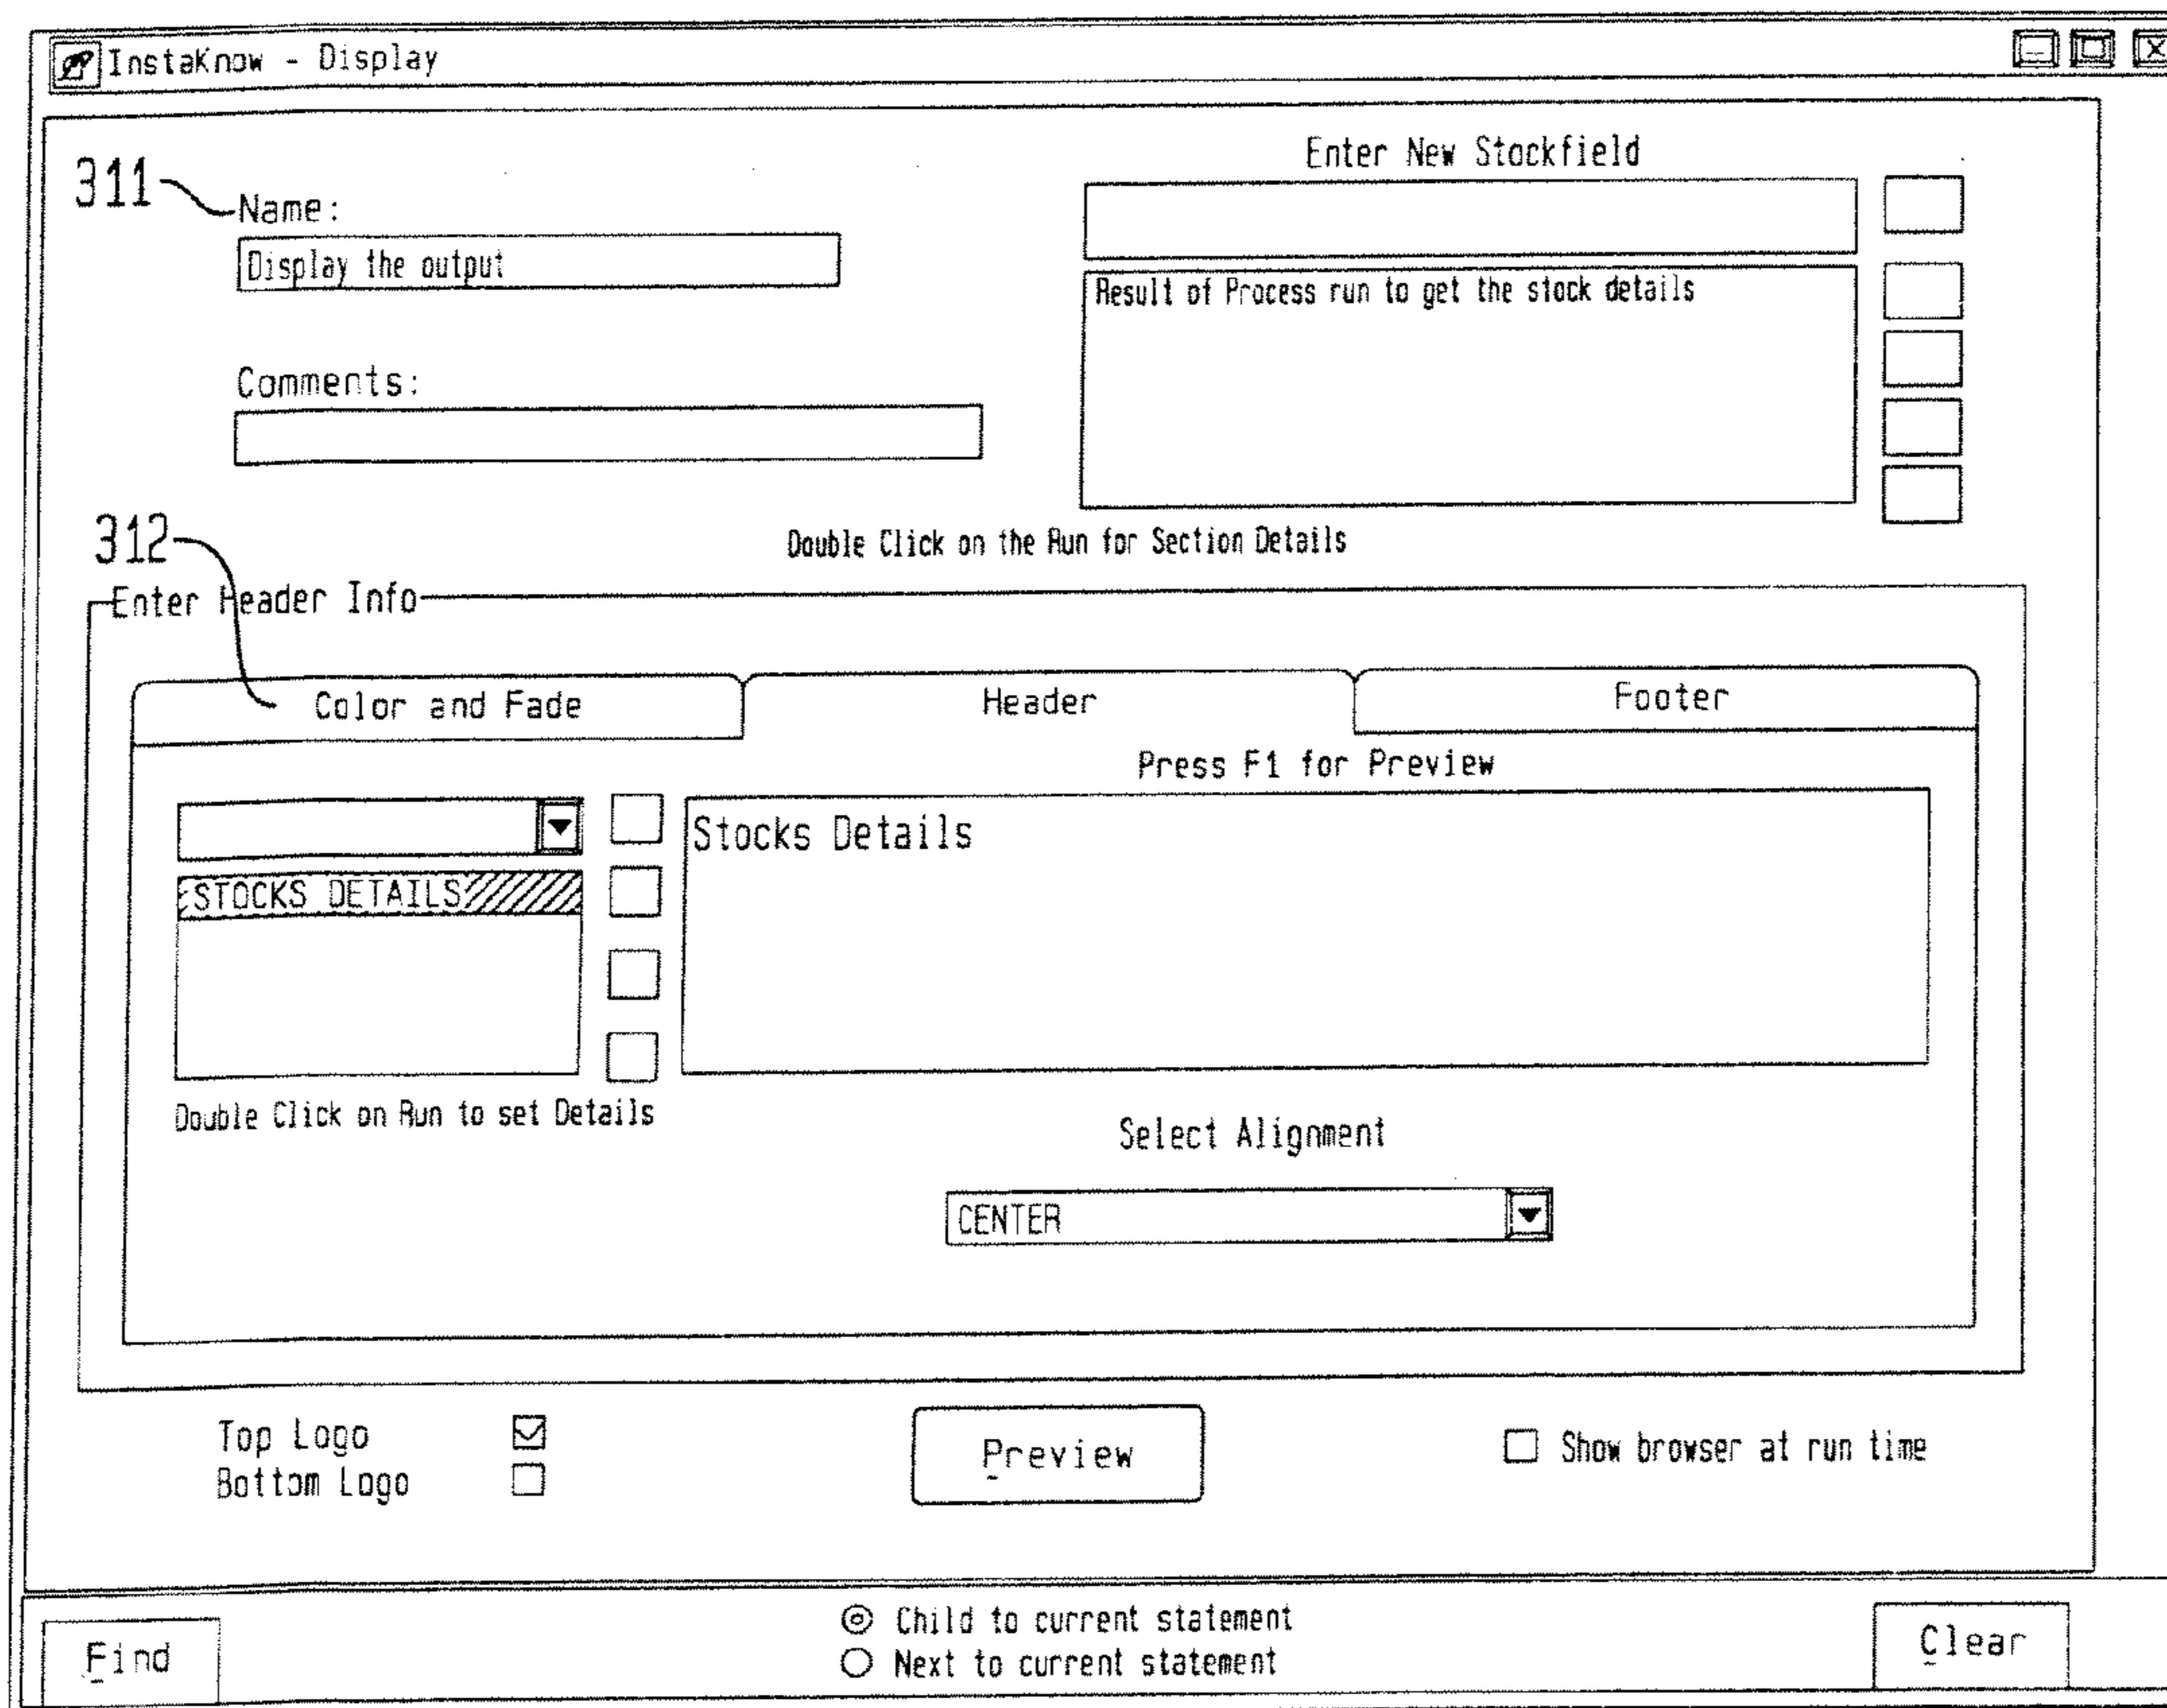 InstaKnow - Display
Enter New Stockfield
311
Name:
Display the output
Result of Process run to get the stock details
Comments:
312
Double Click on the Run for Section Details
Enter Header Info
Color and Fade
Header
Footer
Press F1 for Preview
Stocks Details
STOCKS DETAILS
Double Click on Run to set Details
Select Alignment
CENTER
Top Logo
Bottom Logo
Preview
Show browser at run time
Child to current statement
Next to current statement
Find
Clear